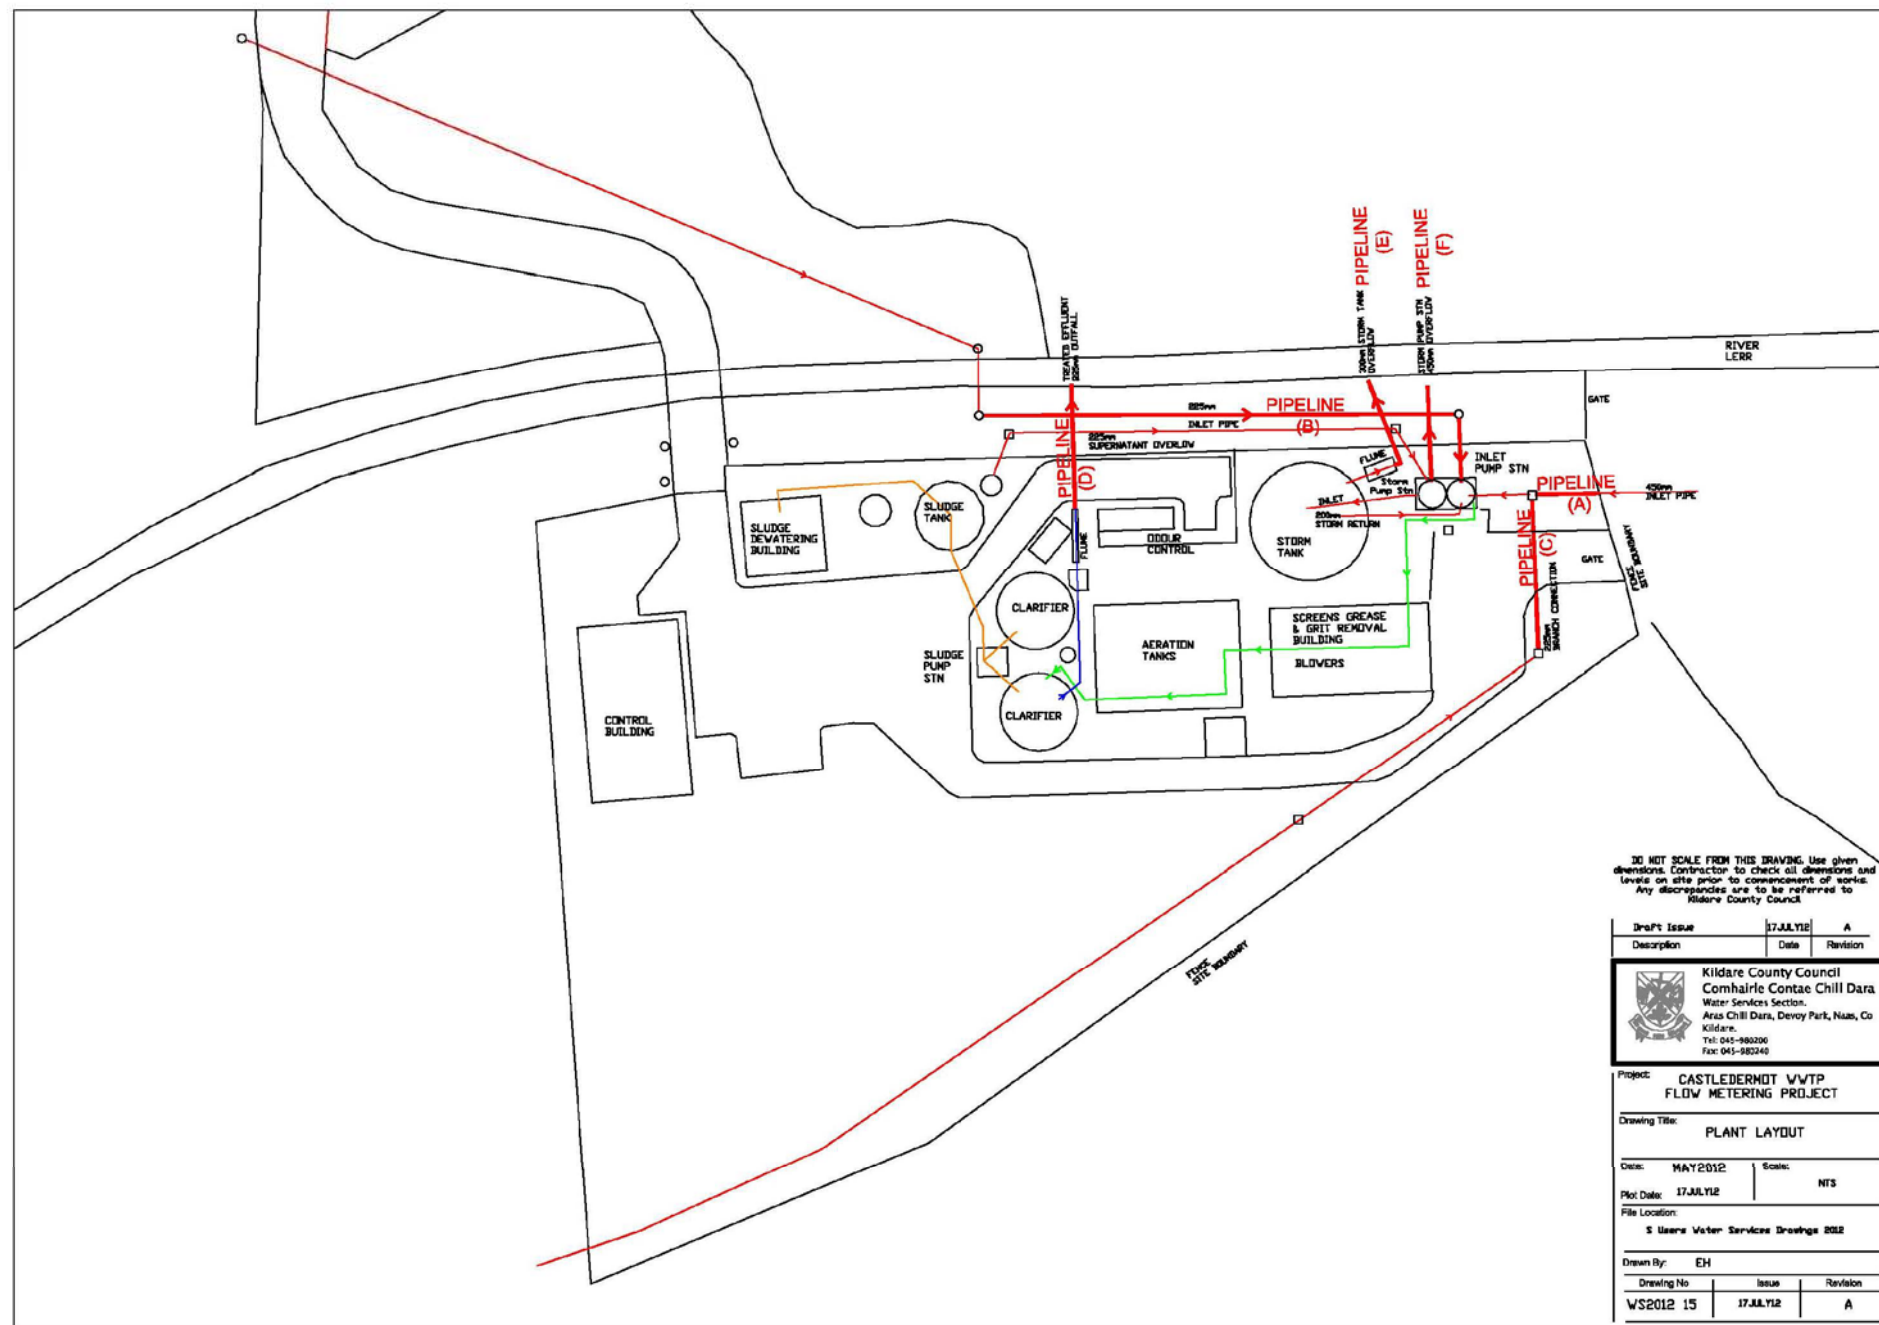 PIPELINE
(E)
PIPELINE
(F)
TREATED EFFLUENT
225mm OUTFALL
300mm STORM TANK
OVERFLOW
STORM PUMP STN
450mm OVERFLOW
RIVER
LERR
GATE
225mm
INLET PIPE
PIPELINE
(B)
225mm
SUPERNATANT OVERLOW
PIPELINE
(D)
FLUME
Storm
Pump Stn
INLET
PUMP STN
PIPELINE
(A)
450mm
INLET PIPE
INLET
200mm
STORM RETURN
SLUDGE
TANK
SLUDGE
DEWATERING
BUILDING
FLUME
ODOUR
CONTROL
STORM
TANK
PIPELINE
(C)
GATE
FENCE
SITE BOUNDARY
225mm
BRANCH CONNECTION
CLARIFIER
SCREENS GREASE
& GRIT REMOVAL
BUILDING
BLOWERS
AERATION
TANKS
SLUDGE
PUMP
STN
CLARIFIER
CONTROL
BUILDING
FENCE
SITE BOUNDARY
DO NOT SCALE FROM THIS DRAWING. Use given
dimensions. Contractor to check all dimensions and
levels on site prior to commencement of works.
Any discrepancies are to be referred to
Kildare County Council
Draft Issue 17JULY12 A
Description Date Revision
Kildare County Council
Comhairle Contae Chill Dara
Water Services Section.
Aras Chill Dara, Devoy Park, Naas, Co
Kildare.
Tel: 045-980200
Fax: 045-980240
Project:
CASTLEDERMOT WWTP
FLOW METERING PROJECT
Drawing Title:
PLANT LAYOUT
Date: MAY2012 Scale:
NTS
Plot Date: 17JULY12
File Location:
S Users Water Services Drawings 2012
Drawn By: EH
Drawing No Issue Revision
WS2012 15 17JULY12 A